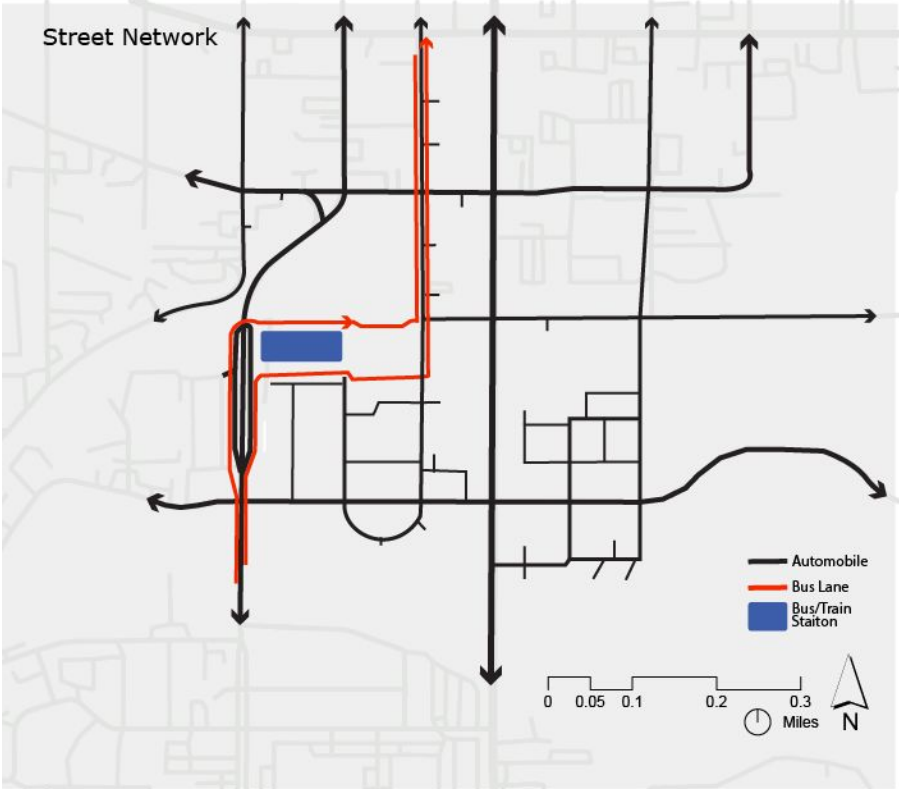 Street Network
Automobile
Bus Lane
Bus/Train
Staiton
0 0.05 0.1 0.2 0.3
Miles
N